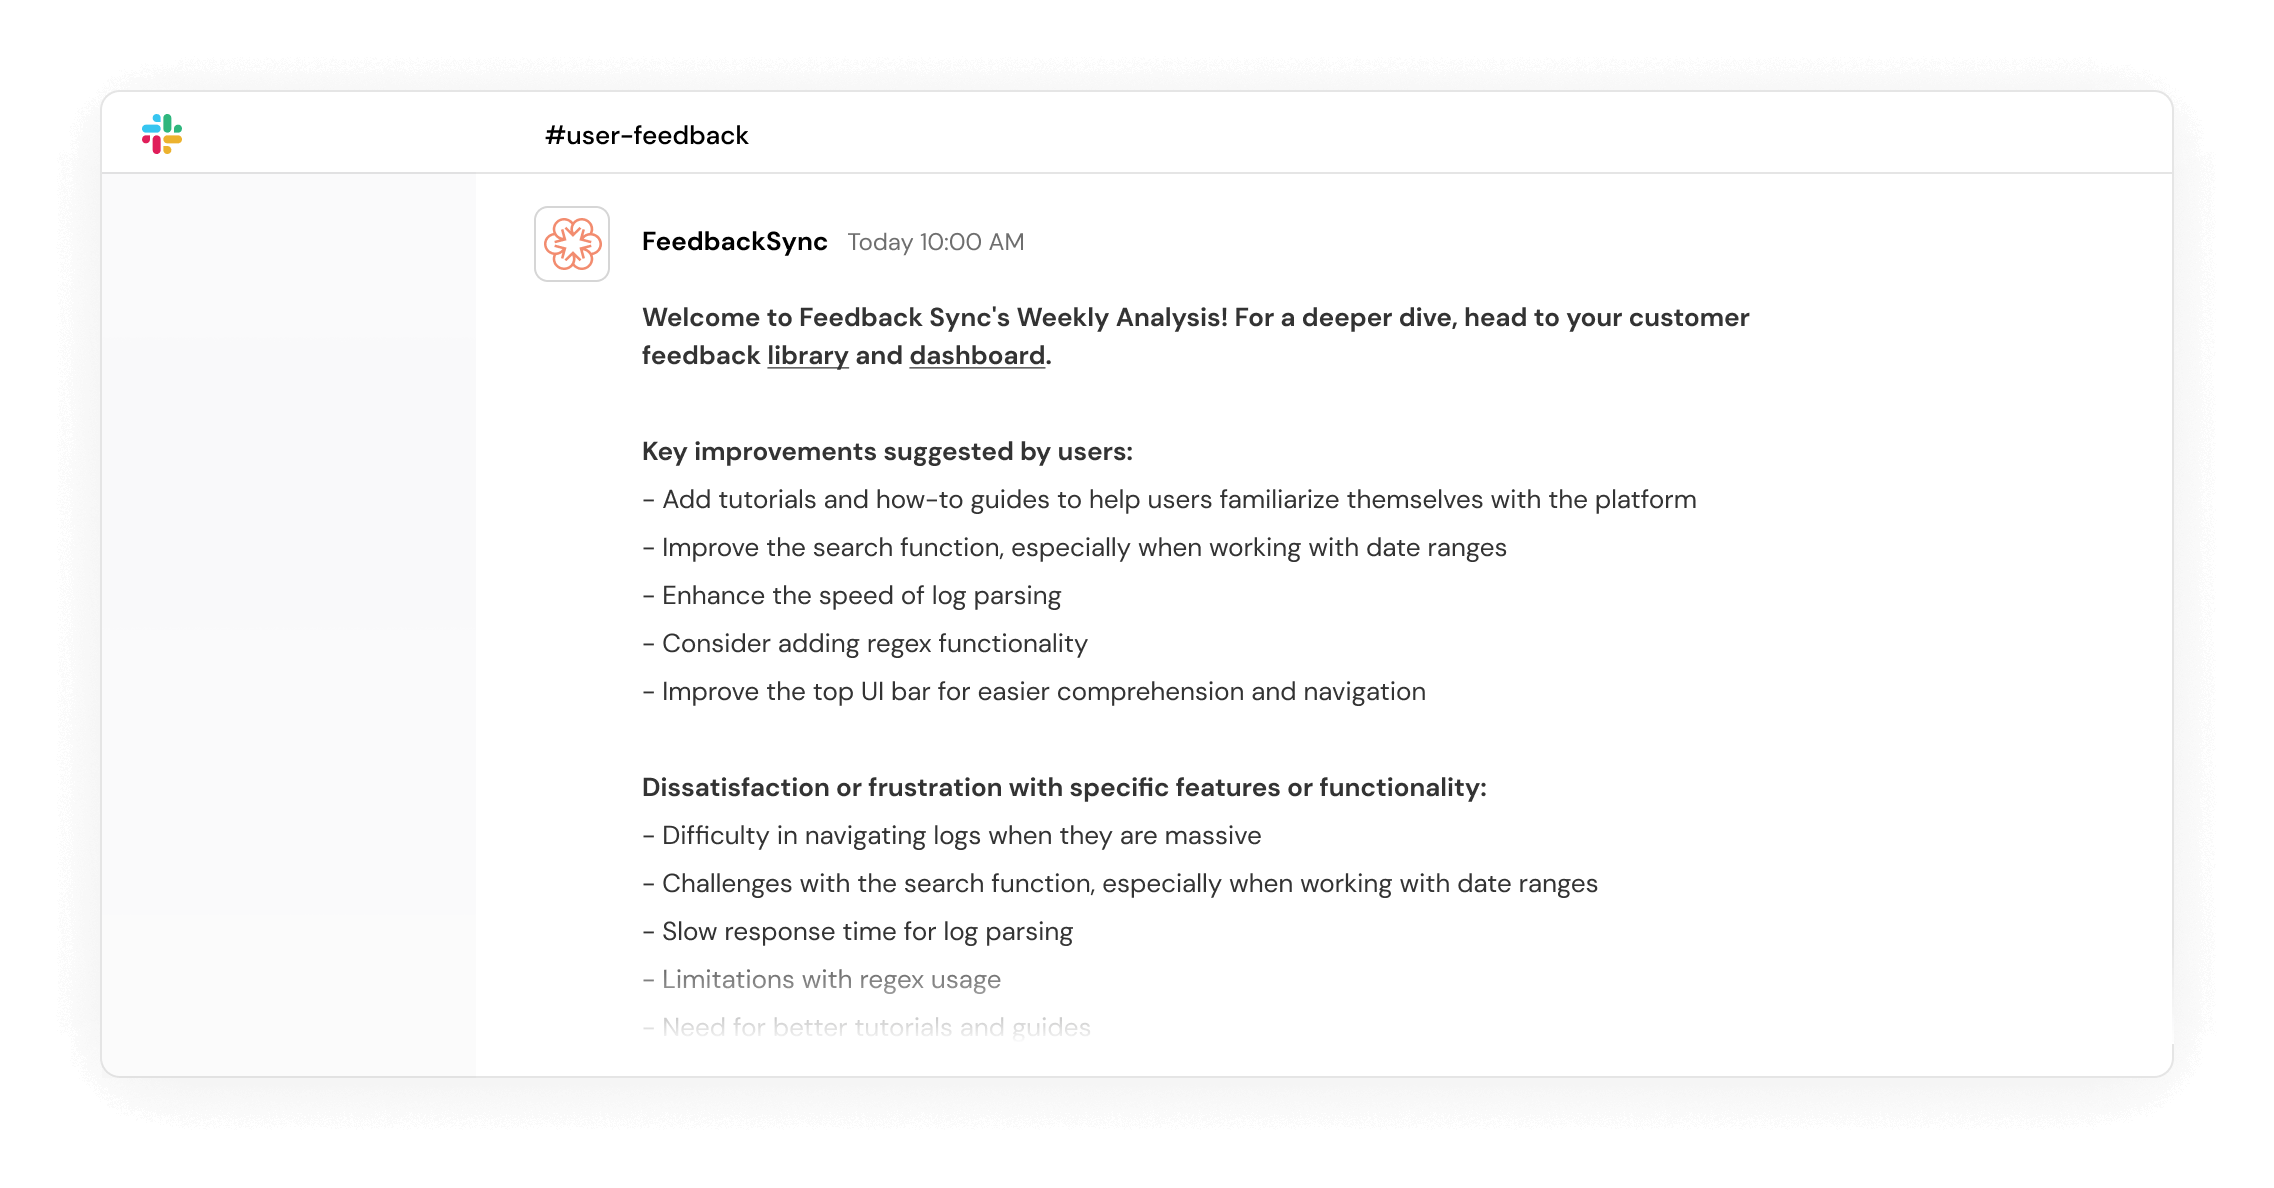 #user-feedback
FeedbackSync Today 10:00 AM
Welcome to Feedback Sync's Weekly Analysis! For a deeper dive, head to your customer
feedback library and dashboard.
Key improvements suggested by users:
- Add tutorials and how-to guides to help users familiarize themselves with the platform
- Improve the search function, especially when working with date ranges
- Enhance the speed of log parsing
- Consider adding regex functionality
- Improve the top UI bar for easier comprehension and navigation
Dissatisfaction or frustration with specific features or functionality:
- Difficulty in navigating logs when they are massive
- Challenges with the search function, especially when working with date ranges
- Slow response time for log parsing
- Limitations with regex usage
- Need for better tutorials and guides